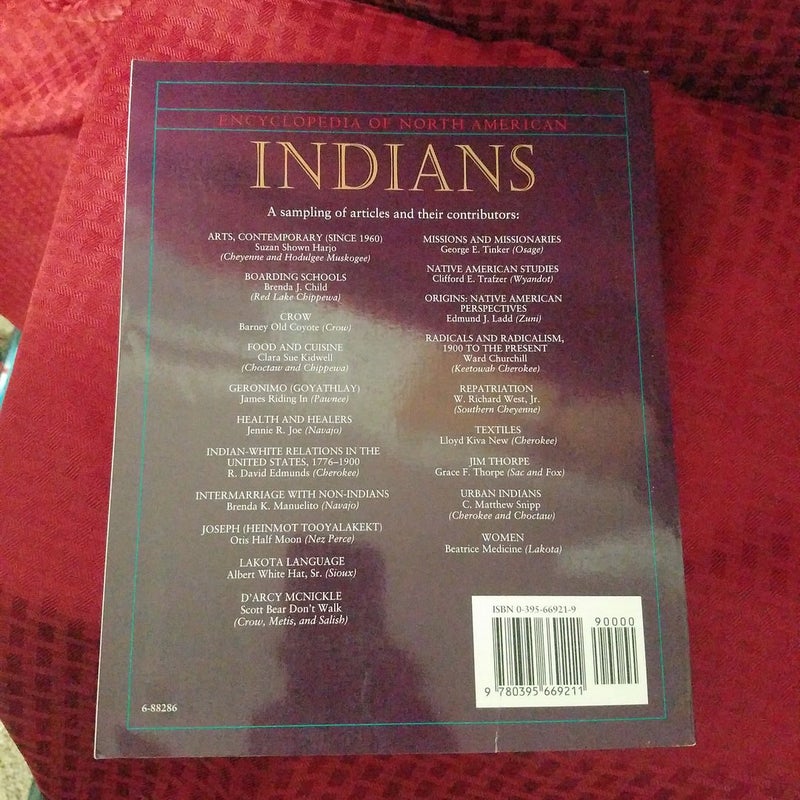 ENCYCLOPEDIA OF NORTH AMERICAN
INDIANS
A sampling of articles and their contributors:
ARTS, CONTEMPORARY (SINCE 1960)
Suzan Shown Harjo
(Cheyenne and Hodulgee Muskogee)
BOARDING SCHOOLS
Brenda J. Child
(Red Lake Chippewa)
CROW
Barney Old Coyote (Crow)
FOOD AND CUISINE
Clara Sue Kidwell
(Choctaw and Chippewa)
GERONIMO (GOYATHLAY)
James Riding In (Pawnee)
HEALTH AND HEALERS
Jennie R. Joe (Navajo)
INDIAN-WHITE RELATIONS IN THE
UNITED STATES, 1776–1900
R. David Edmunds (Cherokee)
INTERMARRIAGE WITH NON-INDIANS
Brenda K. Manuelito (Navajo)
JOSEPH (HEINMOT TOOYALAKEKT)
Otis Half Moon (Nez Perce)
LAKOTA LANGUAGE
Albert White Hat, Sr. (Sioux)
D'ARCY MCNICKLE
Scott Bear Don't Walk
(Crow, Metis, and Salish)
MISSIONS AND MISSIONARIES
George E. Tinker (Osage)
NATIVE AMERICAN STUDIES
Clifford E. Trafzer (Wyandot)
ORIGINS: NATIVE AMERICAN
PERSPECTIVES
Edmund J. Ladd (Zuni)
RADICALS AND RADICALISM,
1900 TO THE PRESENT
Ward Churchill
(Keetowah Cherokee)
REPATRIATION
W. Richard West, Jr.
(Southern Cheyenne)
TEXTILES
Lloyd Kiva New (Cherokee)
JIM THORPE
Grace F. Thorpe (Sac and Fox)
URBAN INDIANS
C. Matthew Snipp
(Cherokee and Choctaw)
WOMEN
Beatrice Medicine (Lakota)
ISBN 0-395-66921-9
90000
9 780395 669211
6-88286